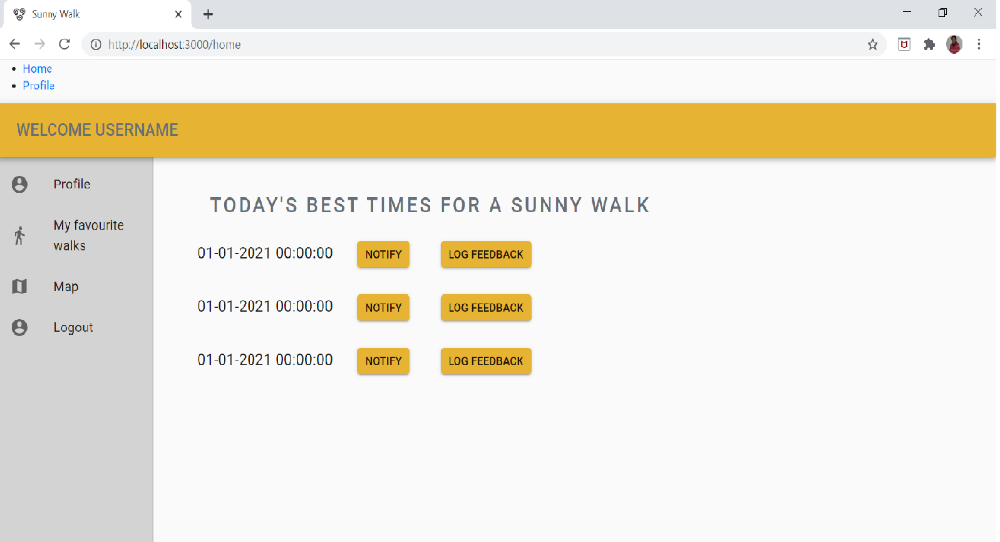 Sunny Walk
http://localhost:3000/home
Home
Profile
WELCOME USERNAME
Profile
My favourite
walks
Map
Logout
TODAY'S BEST TIMES FOR A SUNNY WALK
01-01-2021 00:00:00 NOTIFY LOG FEEDBACK
01-01-2021 00:00:00 NOTIFY LOG FEEDBACK
01-01-2021 00:00:00 NOTIFY LOG FEEDBACK